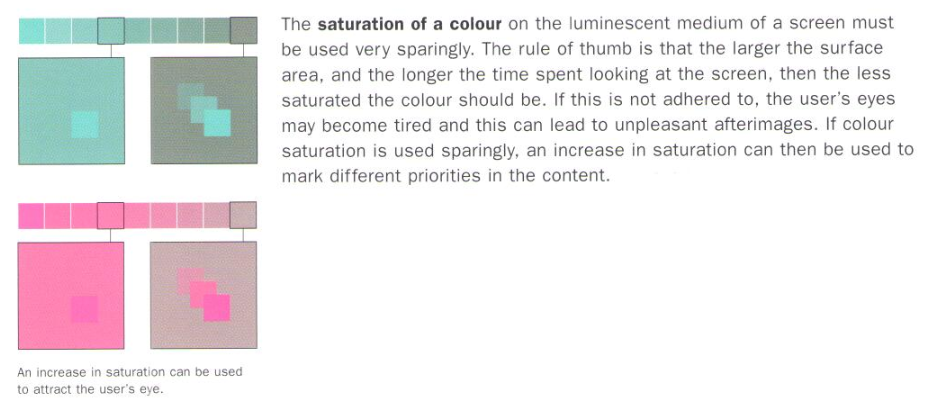 The saturation of a colour on the luminescent medium of a screen must
be used very sparingly. The rule of thumb is that the larger the surface
area, and the longer the time spent looking at the screen, then the less
saturated the colour should be. If this is not adhered to, the user's eyes
may become tired and this can lead to unpleasant afterimages. If colour
saturation is used sparingly, an increase in saturation can then be used to
mark different priorities in the content.
An increase in saturation can be used
to attract the user's eye.